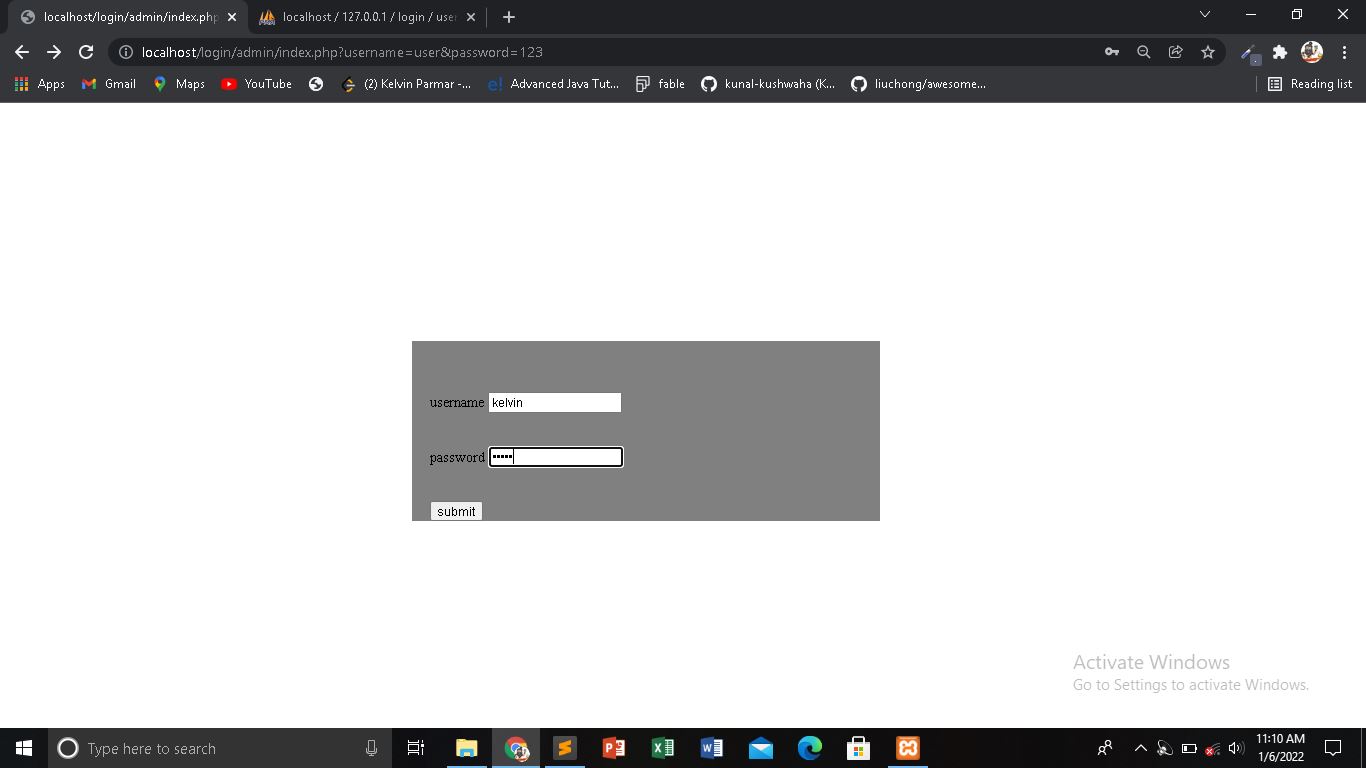 localhost/login/admin/index.php
localhost / 127.0.0.1 / login / user
localhost/login/admin/index.php?username=user&password=123
Apps
Gmail
Maps
YouTube
(2) Kelvin Parmar -...
Advanced Java Tut...
fable
kunal-kushwaha (K...
liuchong/awesome...
Reading list
username kelvin
password •••••
submit
Activate Windows
Go to Settings to activate Windows.
Type here to search
11:10 AM
1/6/2022